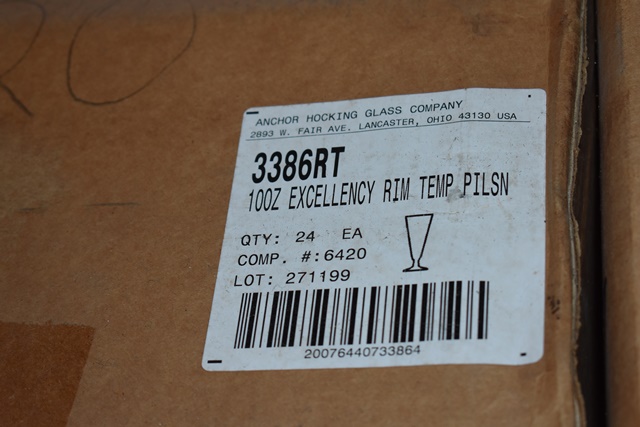 ANCHOR HOCKING GLASS COMPANY
2893 W. FAIR AVE. LANCASTER, OHIO 43130 USA
3386RT
10OZ EXCELLENCY RIM TEMP PILSN
QTY: 24 EA
COMP. #:6420
LOT: 271199
20076440733864